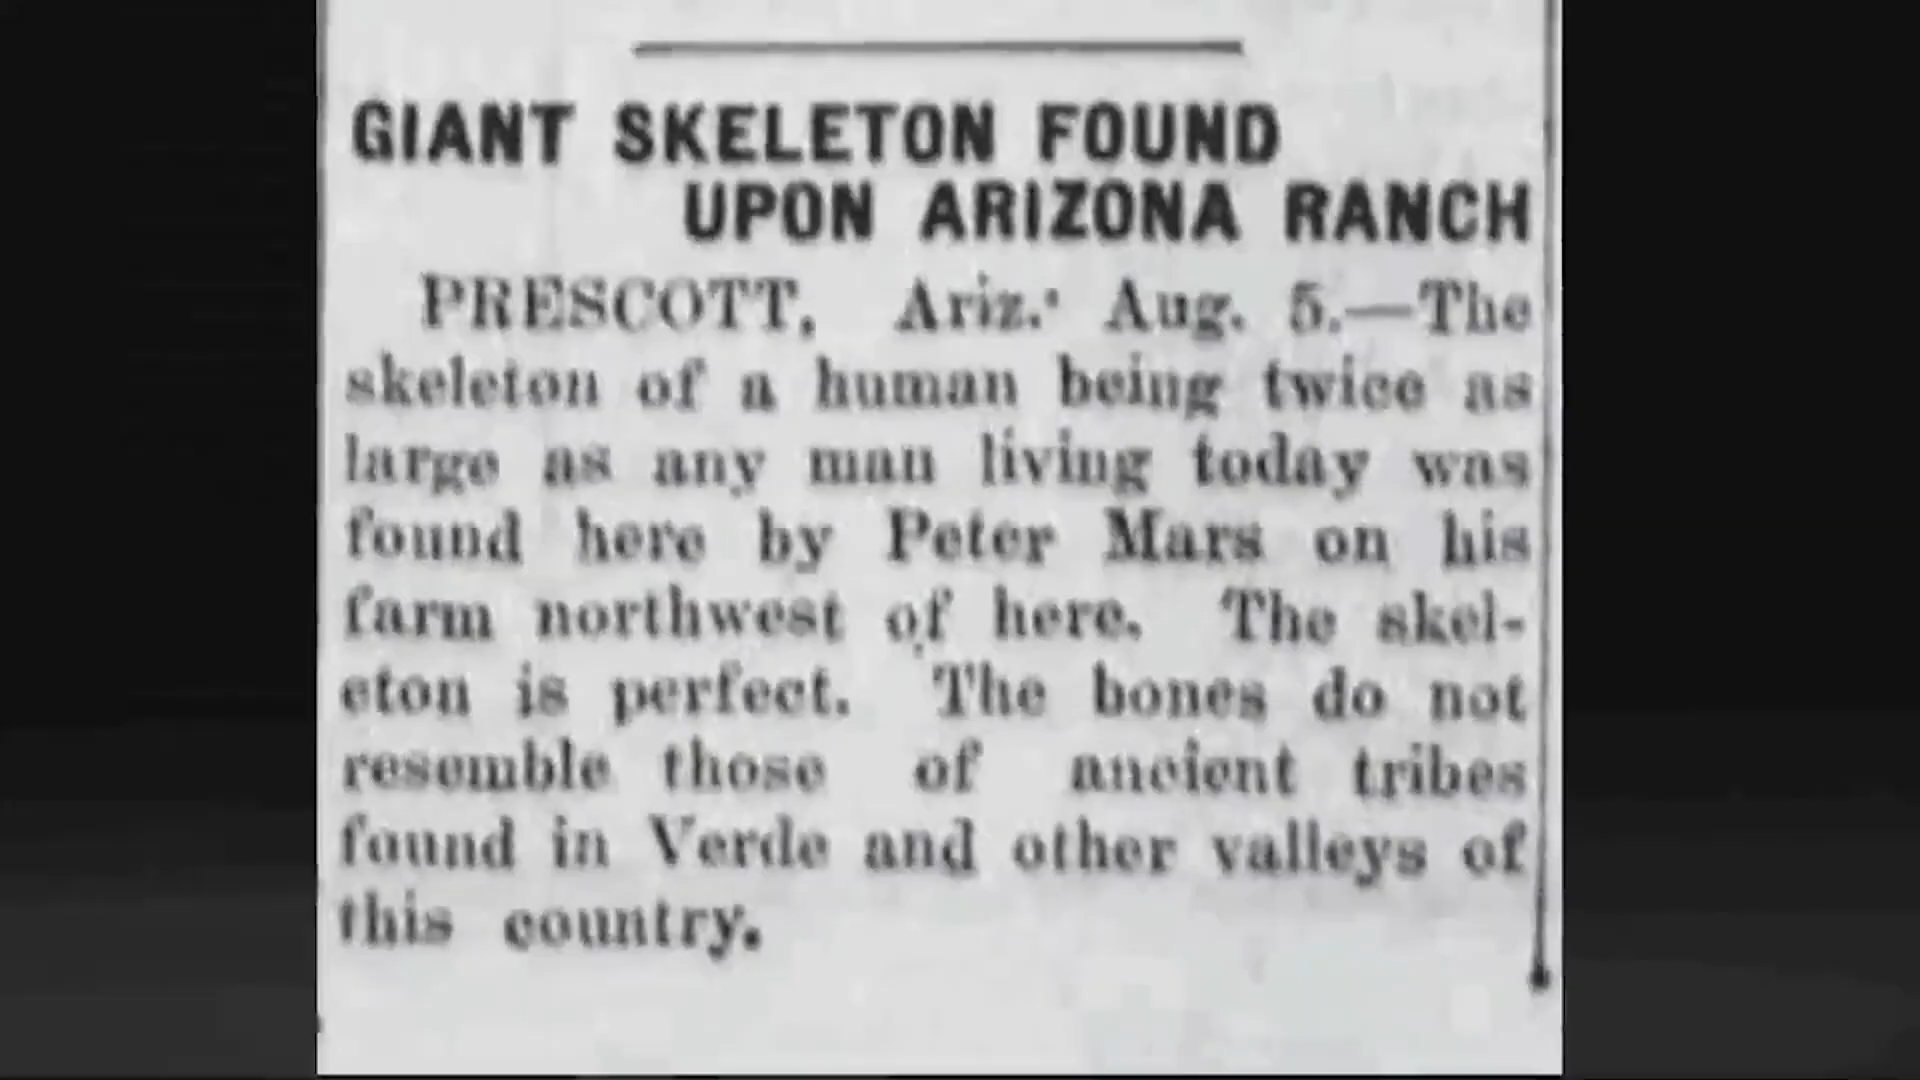 GIANT SKELETON FOUND
UPON ARIZONA RANCH
PRESCOTT, Ariz. Aug. 5.—The
skeleton of a human being twice as
large as any man living today was
found here by Peter Mars on his
farm northwest of here. The skel-
eton is perfect. The bones do not
resemble those of ancient tribes
found in Verde and other valleys of
this country.